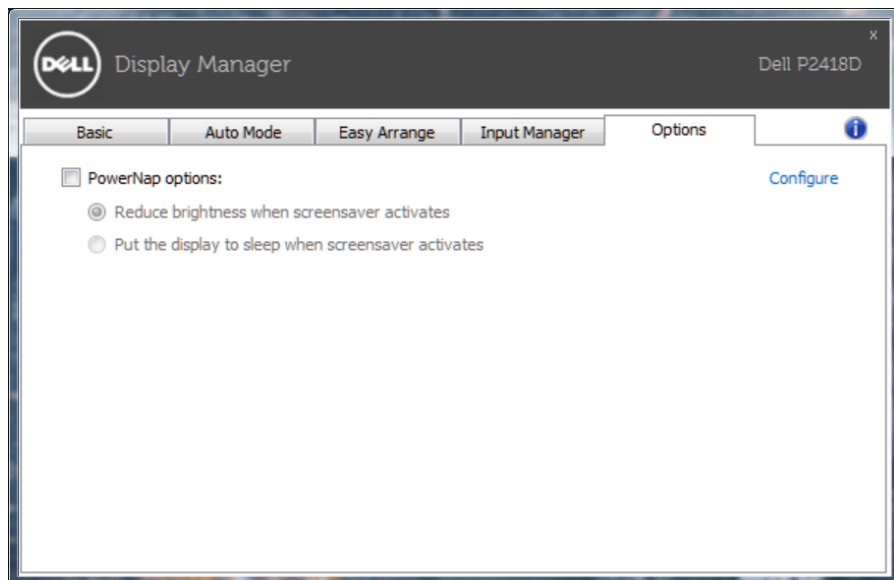 x
DELL Display Manager Dell P2418D
Basic Auto Mode Easy Arrange Input Manager Options i
PowerNap options: Configure
Reduce brightness when screensaver activates
Put the display to sleep when screensaver activates